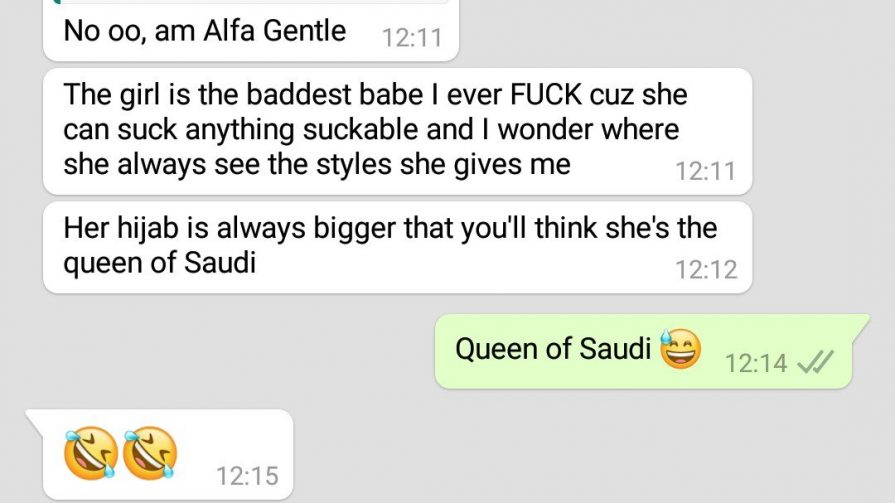 No oo, am Alfa Gentle 12:11
The girl is the baddest babe I ever FUCK cuz she
can suck anything suckable and I wonder where
she always see the styles she gives me 12:11
Her hijab is always bigger that you'll think she's the
queen of Saudi 12:12
Queen of Saudi 😅 12:14
🤣🤣 12:15